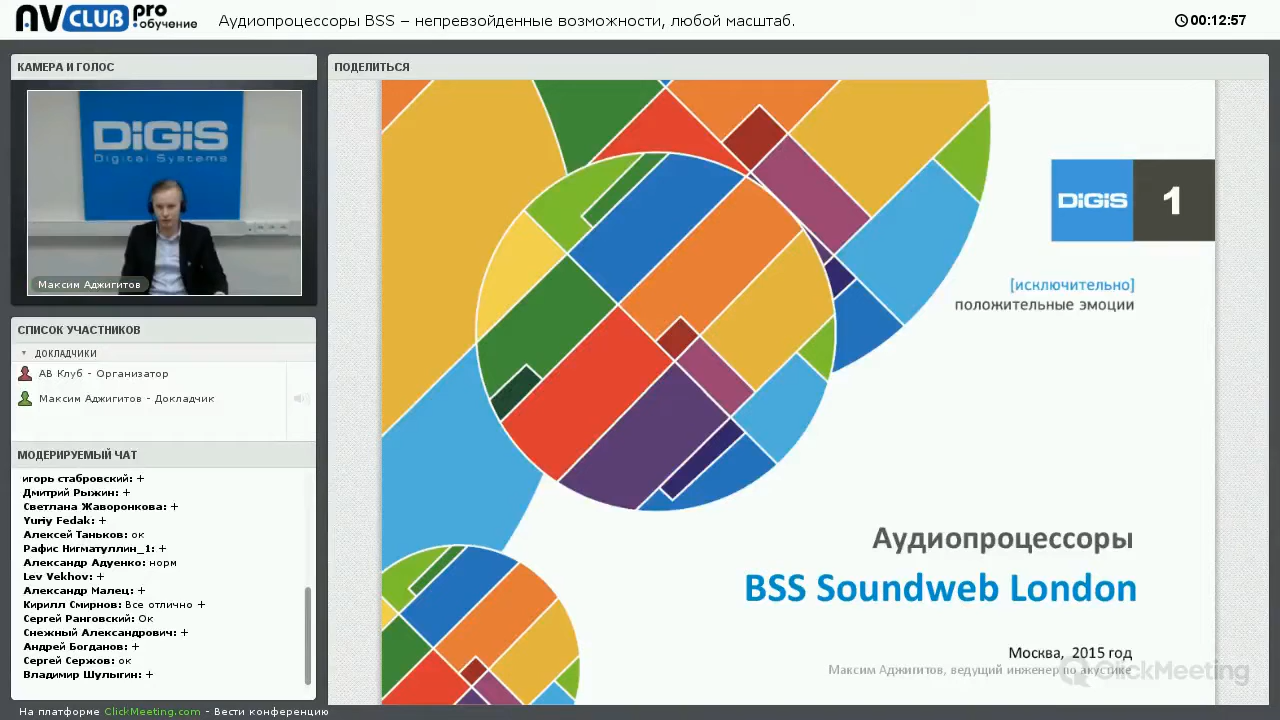 AVCLUBpro
.обучение
Аудиопроцессоры BSS – непревзойденные возможности, любой масштаб.
00:12:57
КАМЕРА И ГОЛОС
DIGIS
Digital Systems
Максим Аджигитов
СПИСОК УЧАСТНИКОВ
ДОКЛАДЧИКИ
АВ Клуб - Организатор
Максим Аджигитов - Докладчик
МОДЕРИРУЕМЫЙ ЧАТ
игорь стабровский: +
Дмитрий Рыжин: +
Светлана Жаворонкова: +
Yuriy Fedak: +
Алексей Таньков: ок
Рафис Нигматуллин_1: +
Александр Адуенко: норм
Lev Vekhov: +
Александр Малец: +
Кирилл Смирнов: Все отлично +
Сергей Ранговский: Ок
Снежный Александрович: +
Андрей Богданов: +
Сергей Сержов: ок
Владимир Шулыгин: +
ПОДЕЛИТЬСЯ
DIGIS 1
[исключительно]
положительные эмоции
Аудиопроцессоры
BSS Soundweb London
Москва, 2015 год
Максим Аджигитов, ведущий инженер по акустике
ClickMeeting
На платформе ClickMeeting.com - Вести конференцию